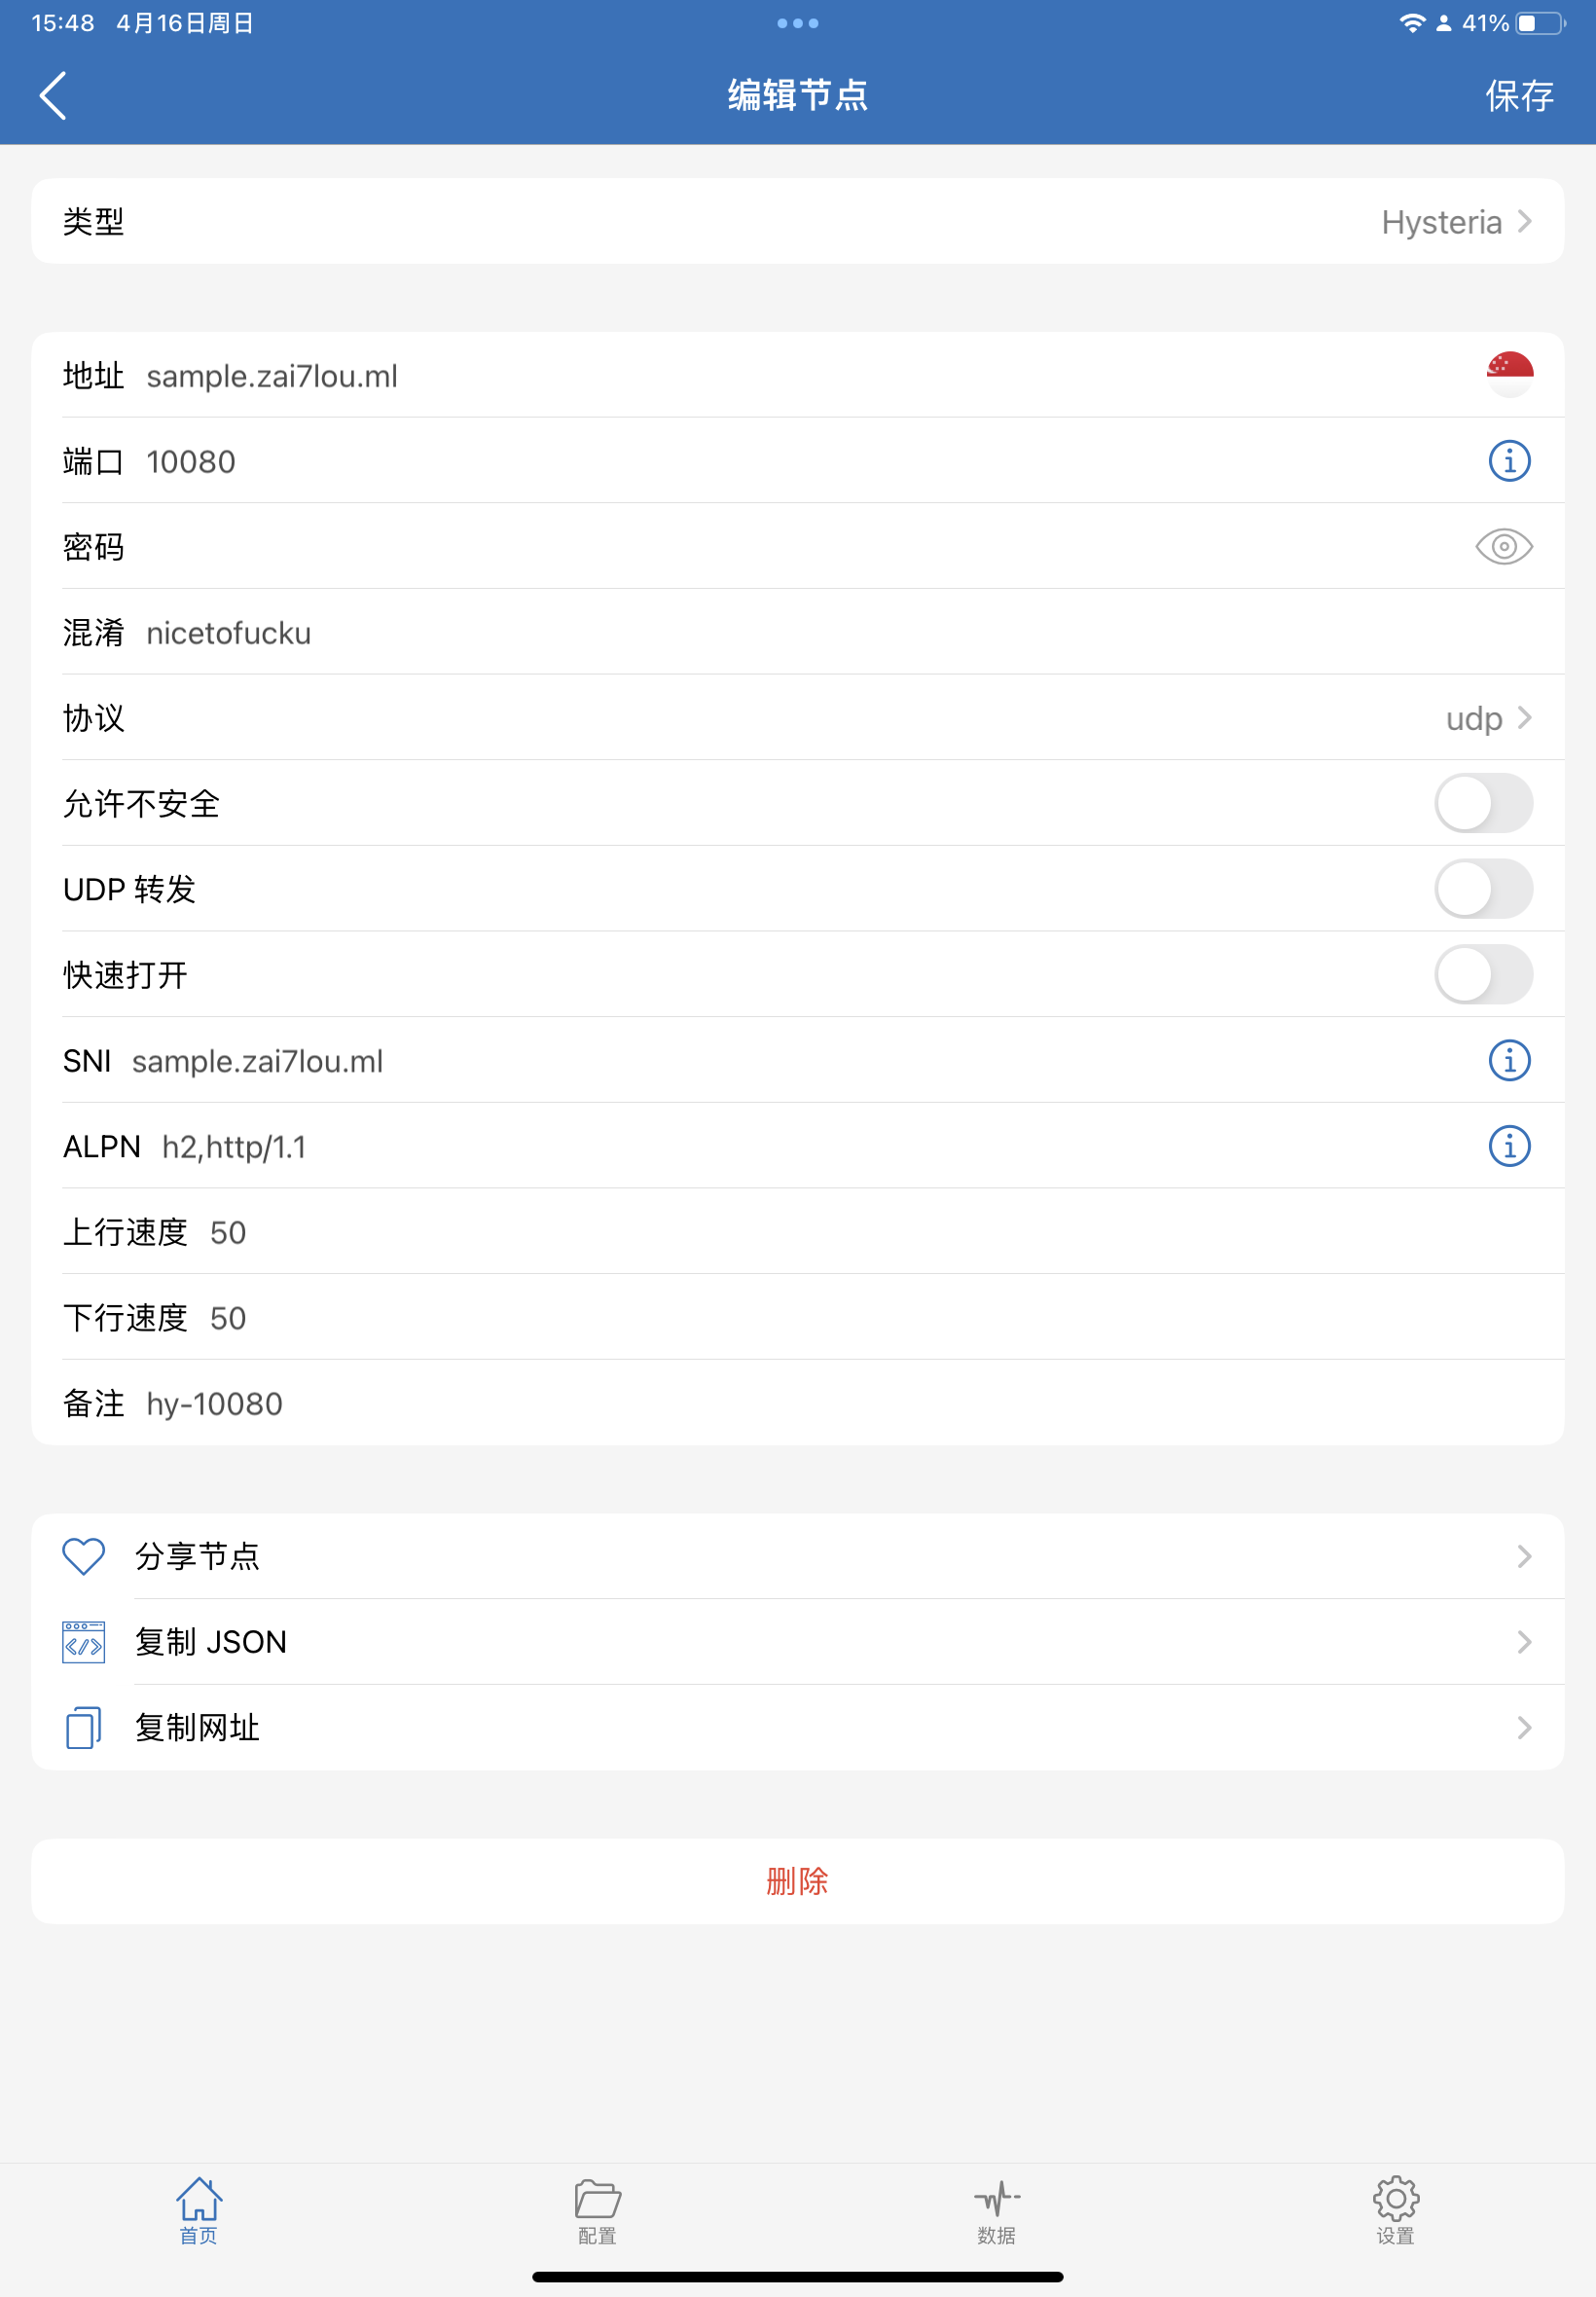 15:48 4月16日周日 41%
编辑节点 保存
类型 Hysteria
地址 sample.zai7lou.ml
端口 10080
密码
混淆 nicetofucku
协议 udp
允许不安全
UDP 转发
快速打开
SNI sample.zai7lou.ml
ALPN h2,http/1.1
上行速度 50
下行速度 50
备注 hy-10080
分享节点
复制 JSON
复制网址
删除
首页 配置 数据 设置